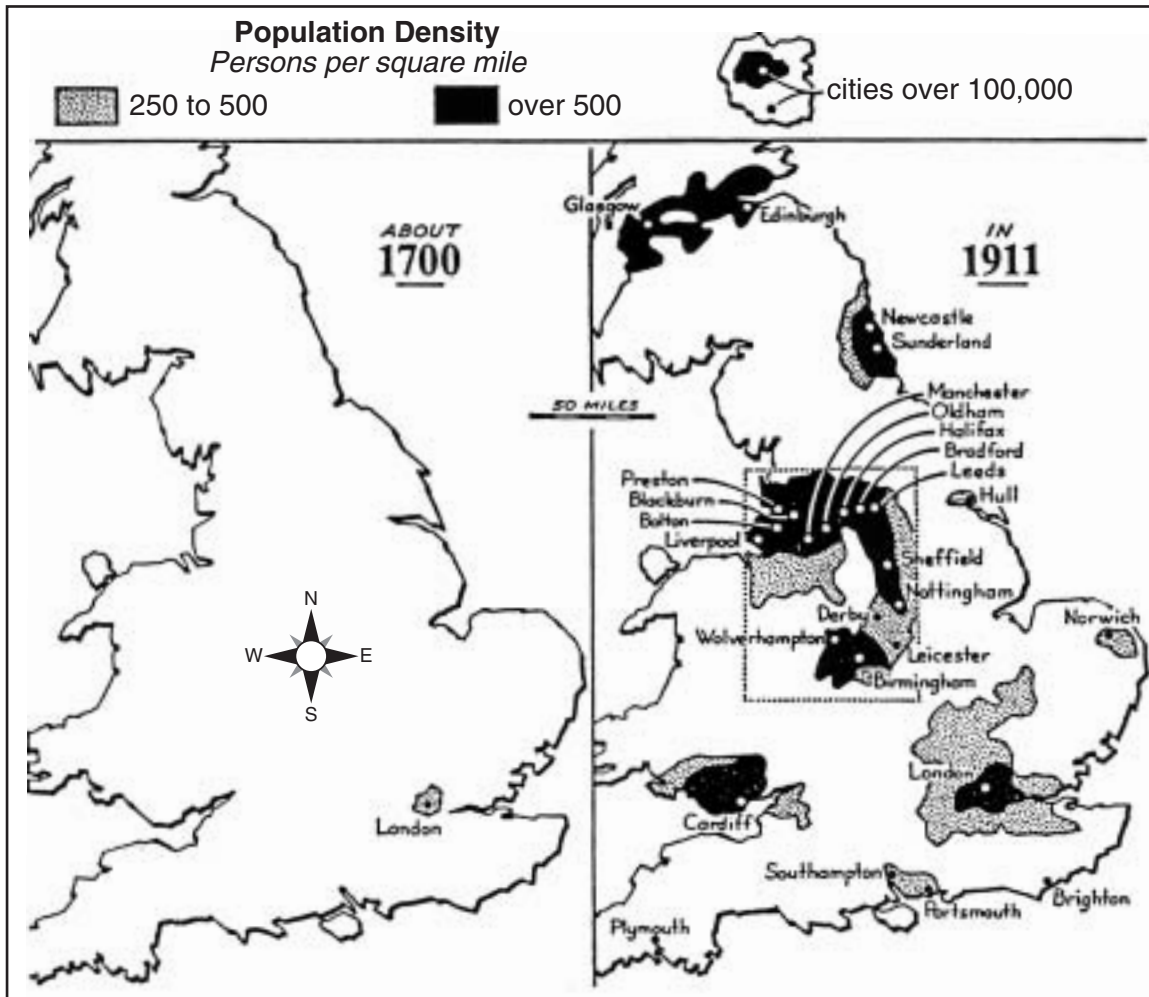 Population Density
Persons per square mile
250 to 500
over 500
cities over 100,000
ABOUT
1700
N
W
E
S
London
50 MILES
IN
1911
Glasgow
Edinburgh
Newcastle
Sunderland
Manchester
Oldham
Halifax
Bradford
Leeds
Preston
Blackburn
Bolton
Liverpool
Hull
Sheffield
Nottingham
Derby
Wolverhampton
Leicester
Birmingham
Norwich
London
Cardiff
Southampton
Portsmouth
Brighton
Plymouth